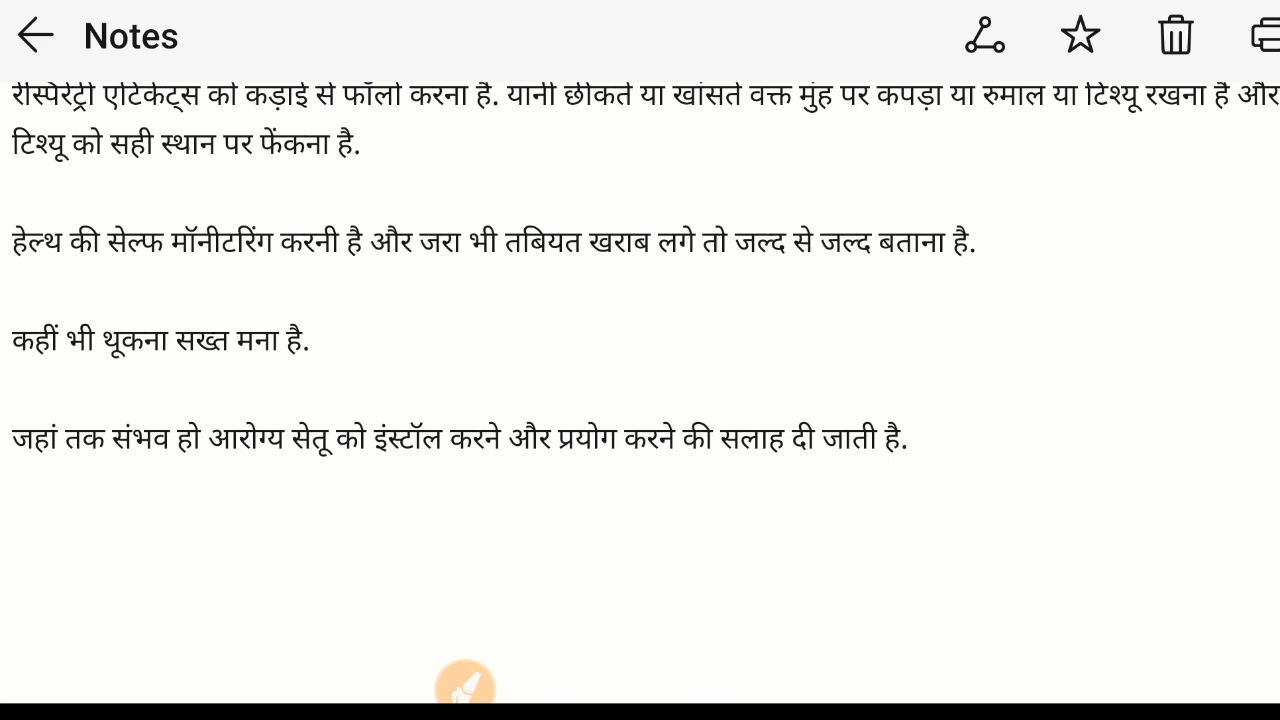 Notes
रेस्पिरेट्री एटिकेट्स को कड़ाई से फॉलो करना है. यानी छींकते या खांसते वक्त मुंह पर कपड़ा या रुमाल या टिश्यू रखना है और
टिश्यू को सही स्थान पर फेंकना है.
हेल्थ की सेल्फ मॉनीटरिंग करनी है और जरा भी तबियत खराब लगे तो जल्द से जल्द बताना है.
कहीं भी थूकना सख्त मना है.
जहां तक संभव हो आरोग्य सेतू को इंस्टॉल करने और प्रयोग करने की सलाह दी जाती है.